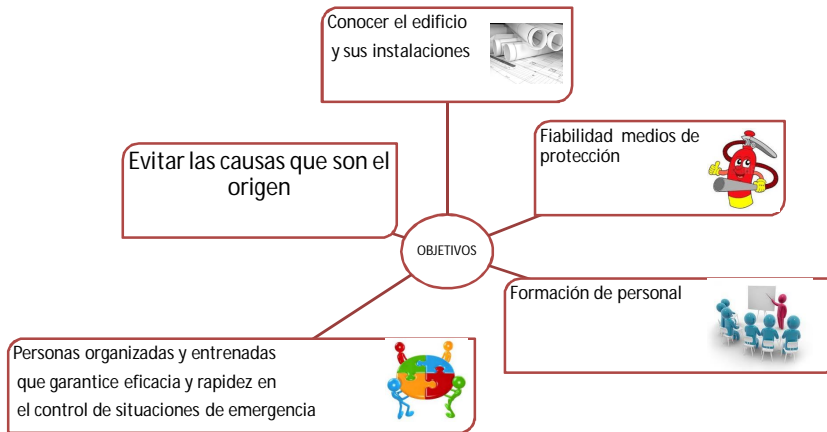 Conocer el edificio
y sus instalaciones
Fiabilidad medios de
protección
Evitar las causas que son el
origen
OBJETIVOS
Formación de personal
Personas organizadas y entrenadas
que garantice eficacia y rapidez en
el control de situaciones de emergencia